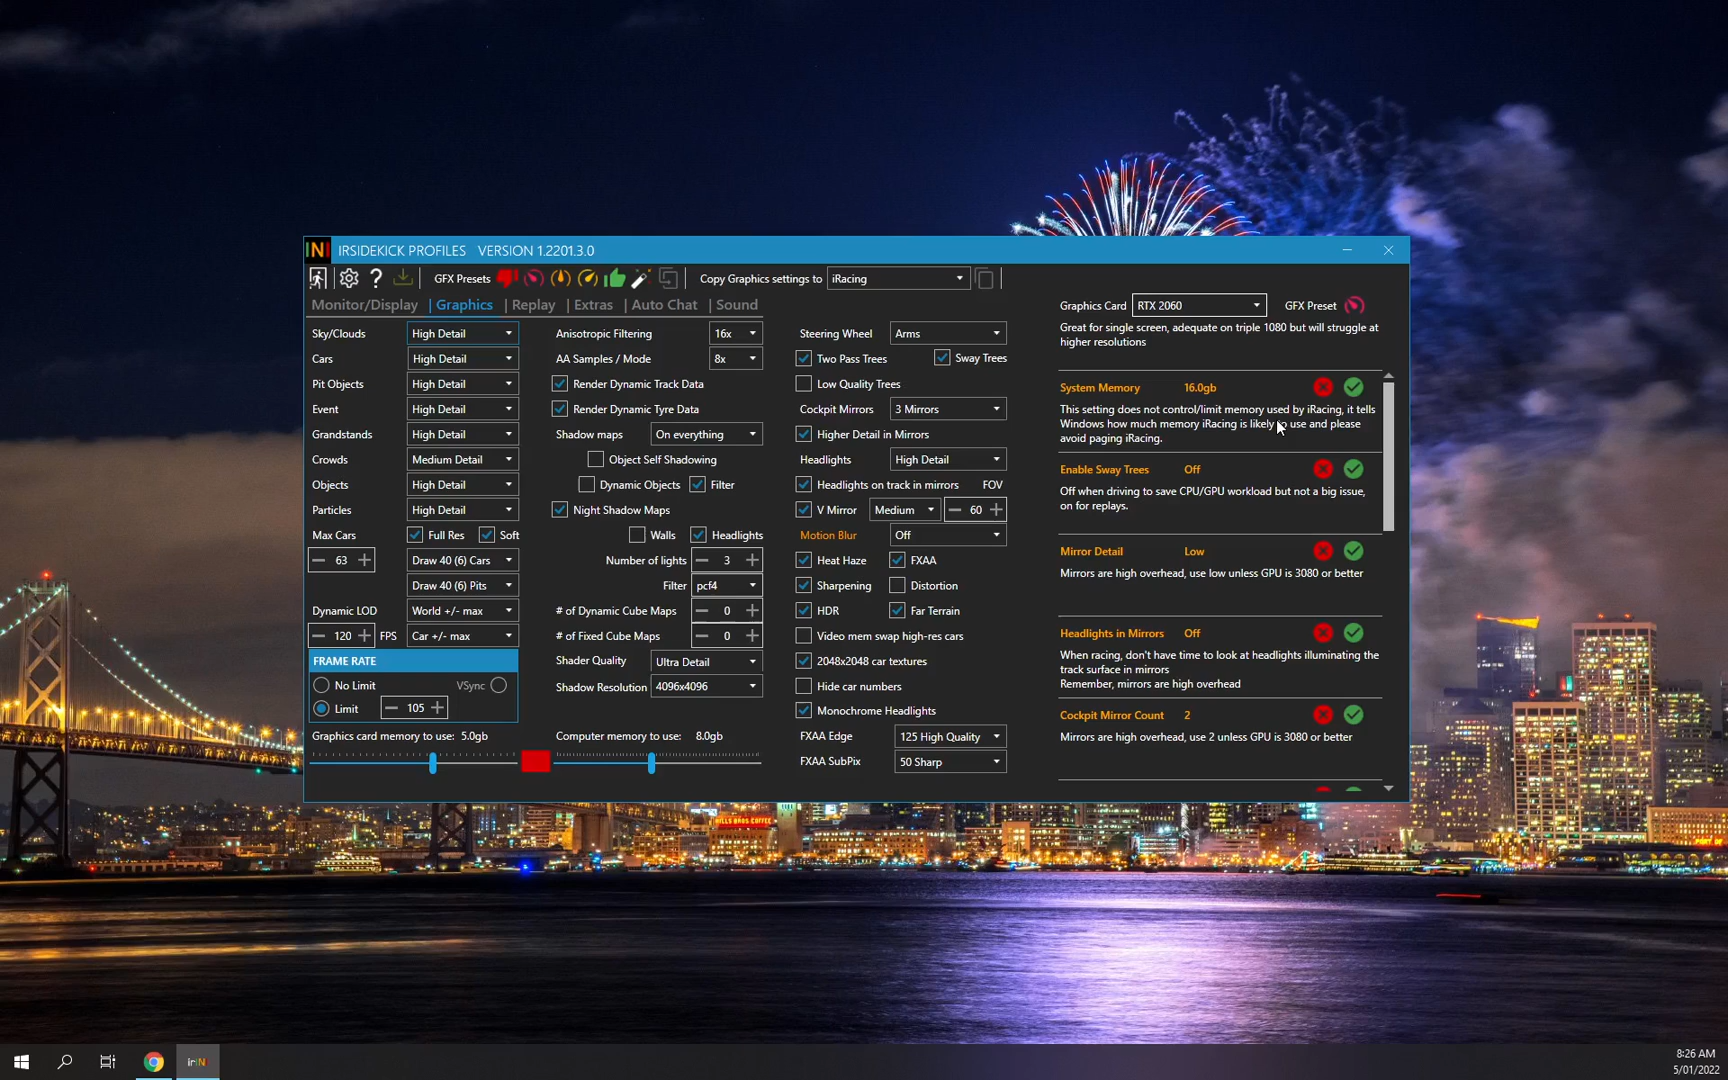 INI IRSIDEKICK PROFILES VERSION 1.2201.3.0
GFX Presets
Copy Graphics settings to iRacing
Monitor/Display | Graphics | Replay | Extras | Auto Chat | Sound
Sky/Clouds High Detail
Cars High Detail
Pit Objects High Detail
Event High Detail
Grandstands High Detail
Crowds Medium Detail
Objects High Detail
Particles High Detail
Max Cars Full Res Soft
63 Draw 40 (6) Cars
Draw 40 (6) Pits
Dynamic LOD World +/- max
120 FPS Car +/- max
FRAME RATE
No Limit VSync
Limit 105
Graphics card memory to use: 5.0gb
Anisotropic Filtering 16x
AA Samples / Mode 8x
Render Dynamic Track Data
Render Dynamic Tyre Data
Shadow maps On everything
Object Self Shadowing
Dynamic Objects Filter
Night Shadow Maps
Walls Headlights
Number of lights 3
Filter pcf4
# of Dynamic Cube Maps 0
# of Fixed Cube Maps 0
Shader Quality Ultra Detail
Shadow Resolution 4096x4096
Computer memory to use: 8.0gb
Steering Wheel Arms
Two Pass Trees Sway Trees
Low Quality Trees
Cockpit Mirrors 3 Mirrors
Higher Detail in Mirrors
Headlights High Detail
Headlights on track in mirrors FOV
V Mirror Medium 60
Motion Blur Off
Heat Haze FXAA
Sharpening Distortion
HDR Far Terrain
Video mem swap high-res cars
2048x2048 car textures
Hide car numbers
Monochrome Headlights
FXAA Edge 125 High Quality
FXAA SubPix 50 Sharp
Graphics Card RTX 2060 GFX Preset
Great for single screen, adequate on triple 1080 but will struggle at
higher resolutions
System Memory 16.0gb
This setting does not control/limit memory used by iRacing, it tells
Windows how much memory iRacing is likely to use and please
avoid paging iRacing.
Enable Sway Trees Off
Off when driving to save CPU/GPU workload but not a big issue,
on for replays.
Mirror Detail Low
Mirrors are high overhead, use low unless GPU is 3080 or better
Headlights in Mirrors Off
When racing, don't have time to look at headlights illuminating the
track surface in mirrors
Remember, mirrors are high overhead
Cockpit Mirror Count 2
Mirrors are high overhead, use 2 unless GPU is 3080 or better
HILLS BROS COFFEE
8:26 AM
5/01/2022